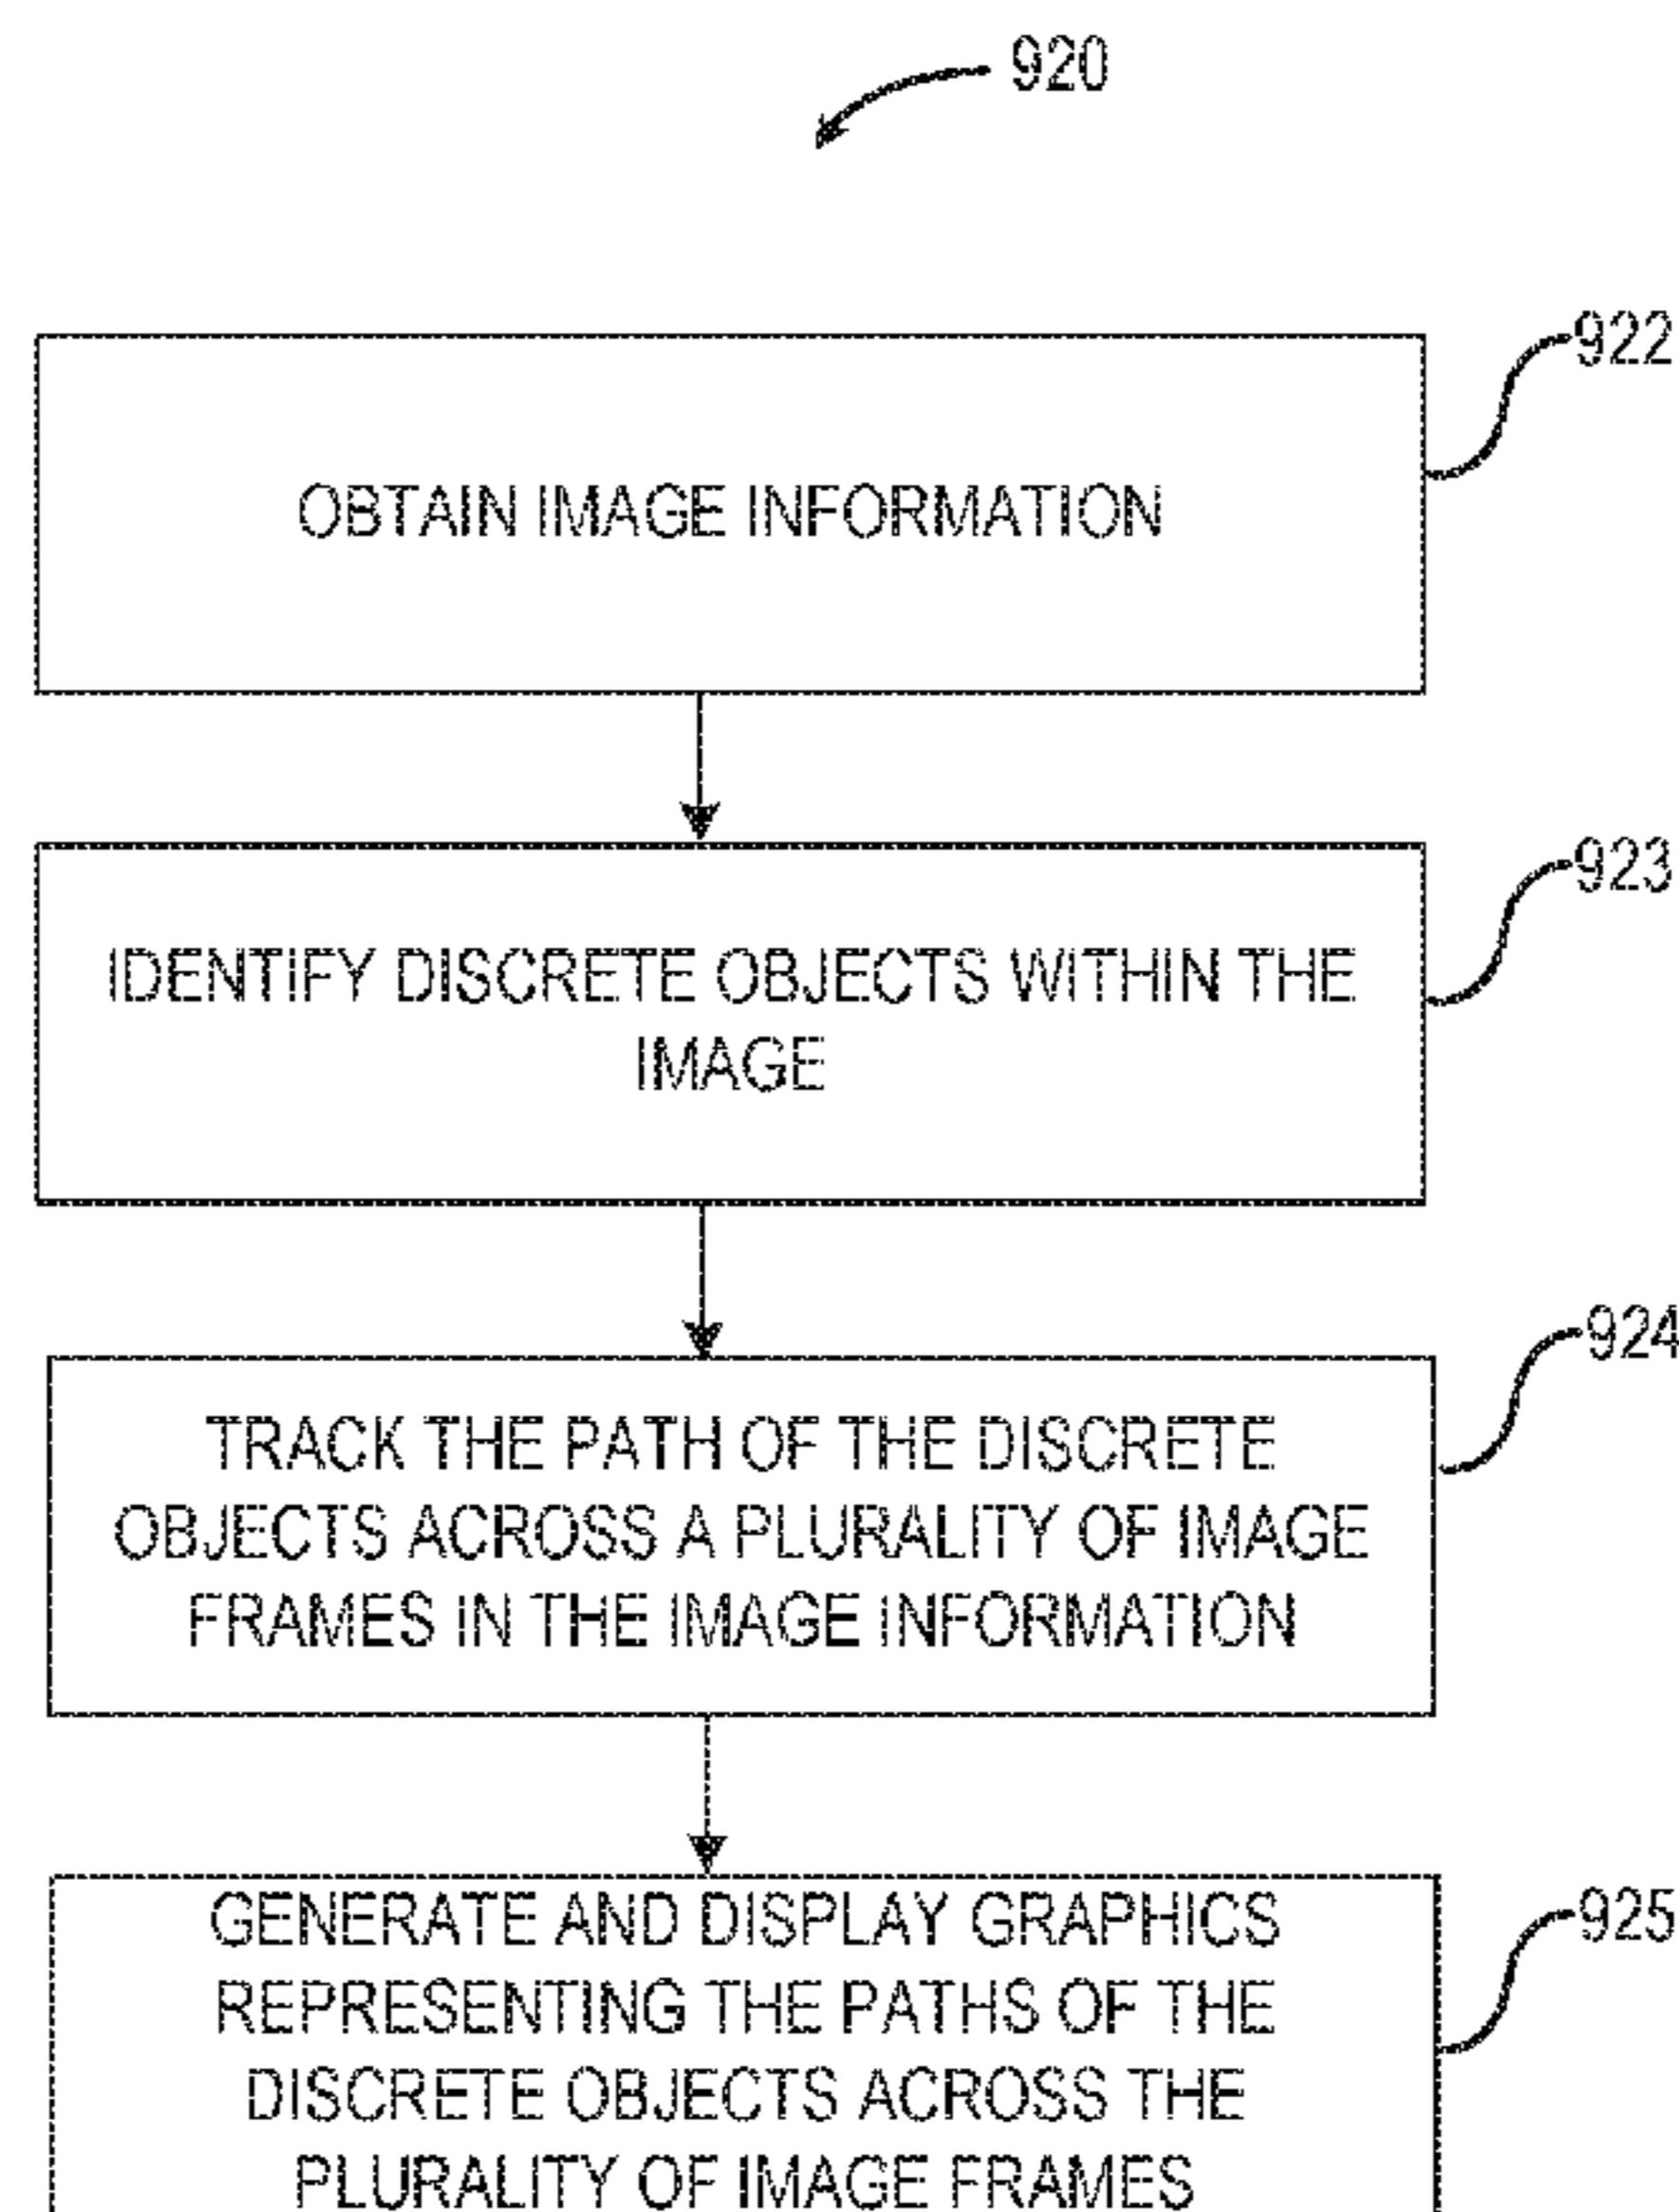 920
922
OBTAIN IMAGE INFORMATION
923
IDENTIFY DISCRETE OBJECTS WITHIN THE
IMAGE
924
TRACK THE PATH OF THE DISCRETE
OBJECTS ACROSS A PLURALITY OF IMAGE
FRAMES IN THE IMAGE INFORMATION
925
GENERATE AND DISPLAY GRAPHICS
REPRESENTING THE PATHS OF THE
DISCRETE OBJECTS ACROSS THE
PLURALITY OF IMAGE FRAMES